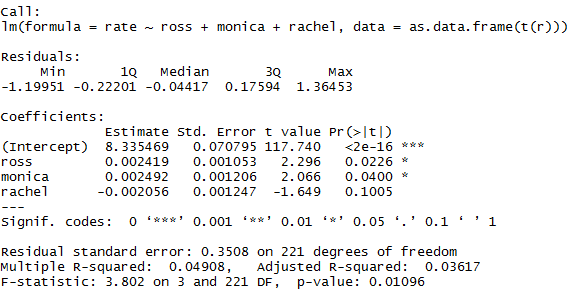 Call:
lm(formula = rate ~ ross + monica + rachel, data = as.data.frame(t(r)))
Residuals:
Min 1Q Median 3Q Max
-1.19951 -0.22201 -0.04417 0.17594 1.36453
Coefficients:
Estimate Std. Error t value Pr(>|t|)
(Intercept) 8.335469 0.070795 117.740 <2e-16 ***
ross 0.002419 0.001053 2.296 0.0226 *
monica 0.002492 0.001206 2.066 0.0400 *
rachel -0.002056 0.001247 -1.649 0.1005
---
Signif. codes: 0 ‘***’ 0.001 ‘**’ 0.01 ‘*’ 0.05 ‘.’ 0.1 ‘ ’ 1
Residual standard error: 0.3508 on 221 degrees of freedom
Multiple R-squared: 0.04908, Adjusted R-squared: 0.03617
F-statistic: 3.802 on 3 and 221 DF, p-value: 0.01096